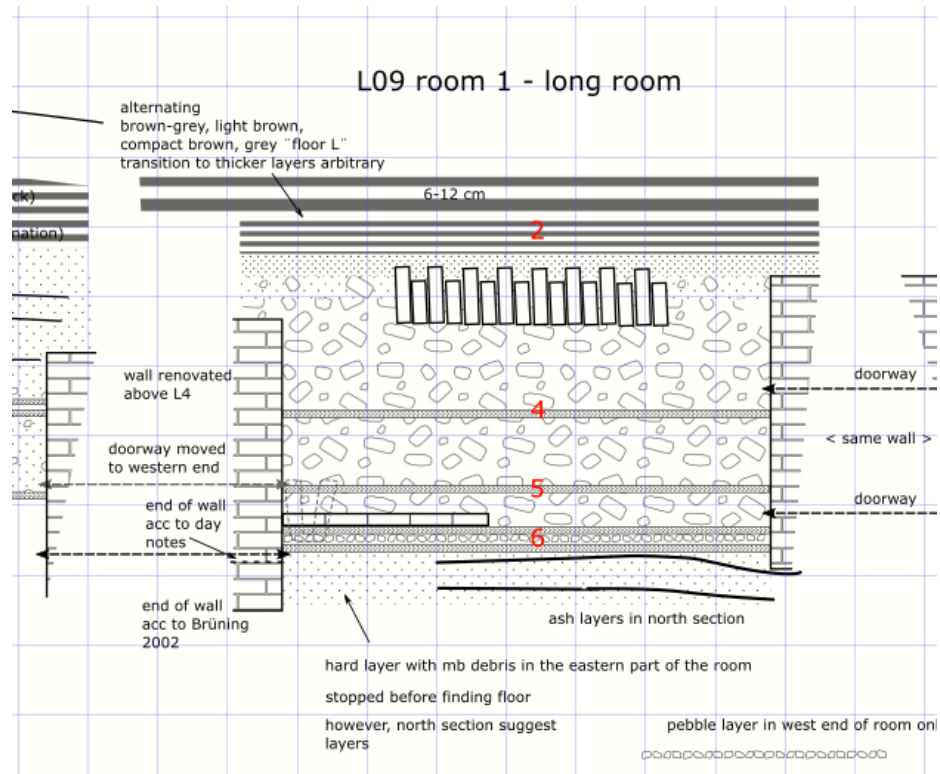 L09 room 1 - long room
alternating
brown-grey, light brown,
compact brown, grey ¨floor L¨
transition to thicker layers arbitrary
ck)
nation)
6-12 cm
2
wall renovated
above L4
doorway
4
doorway moved
to western end
< same wall >
5
doorway
end of wall
acc to day
notes
6
end of wall
acc to Brüning
2002
ash layers in north section
hard layer with mb debris in the eastern part of the room
stopped before finding floor
however, north section suggest
layers
pebble layer in west end of room onl